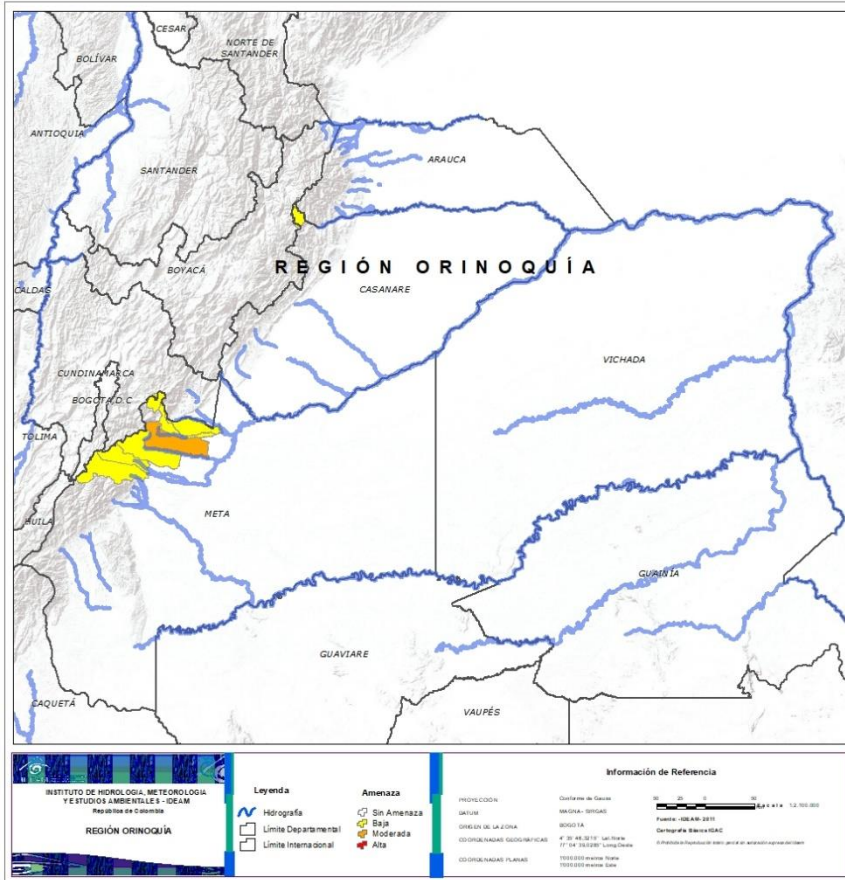 CESAR
NORTE DE
SANTANDER
BOLÍVAR
ANTIOQUIA
ARAUCA
SANTANDER
BOYACÁ
REGIÓN ORINOQUÍA
CASANARE
CALDAS
VICHADA
CUNDINAMARCA
BOGOTA, D.C
TOLIMA
META
HUILA
GUAINÍA
GUAVIARE
CAQUETÁ
VAUPÉS
INSTITUTO DE HIDROLOGIA, METEOROLOGIA
Y ESTUDIOS AMBIENTALES - IDEAM
República de Colombia
REGIÓN ORINOQUÍA
Leyenda
Hidrografía
Límite Departamental
Límite Internacional
Amenaza
Sin Amenaza
Baja
Moderada
Alta
Información de Referencia
PROYECCION Conforme de Gauss
DATUM MAGNA- SIRGAS
ORIGEN DE LA ZONA BOGOTA
COORDENADAS GEOGRAFICAS
COORDENADAS PLANAS
Escala
Fuente: -IDEAM- 2011
Cartografía Básica IGAC